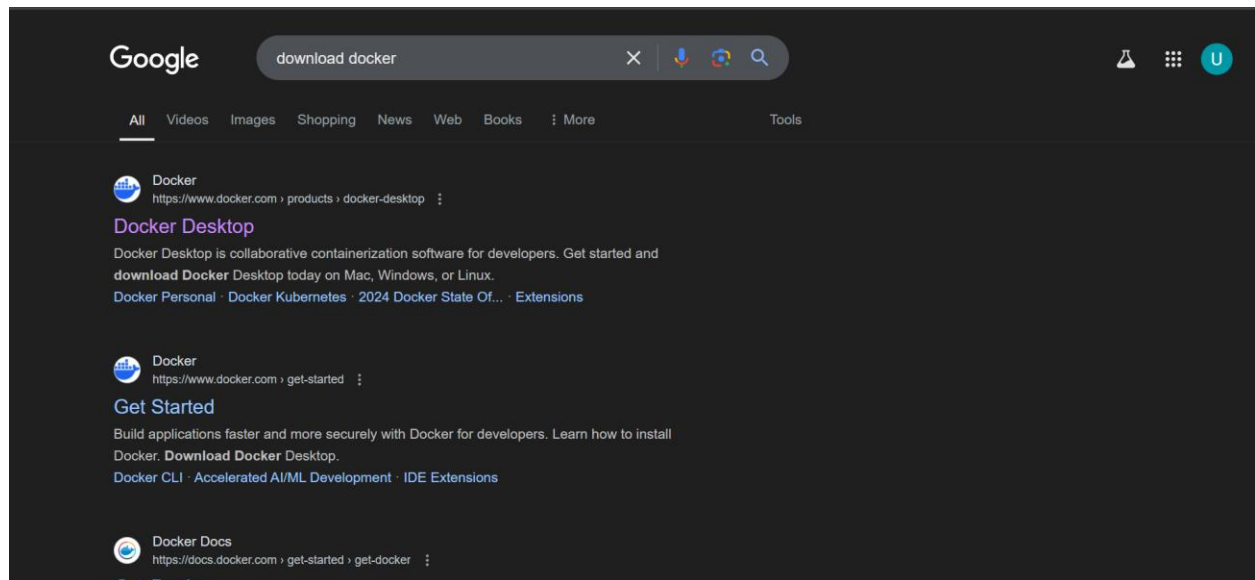 Google
download docker
U
All Videos Images Shopping News Web Books More Tools
Docker
https://www.docker.com › products › docker-desktop
Docker Desktop
Docker Desktop is collaborative containerization software for developers. Get started and
download Docker Desktop today on Mac, Windows, or Linux.
Docker Personal · Docker Kubernetes · 2024 Docker State Of... · Extensions
Docker
https://www.docker.com › get-started
Get Started
Build applications faster and more securely with Docker for developers. Learn how to install
Docker. Download Docker Desktop.
Docker CLI · Accelerated AI/ML Development · IDE Extensions
Docker Docs
https://docs.docker.com › get-started › get-docker